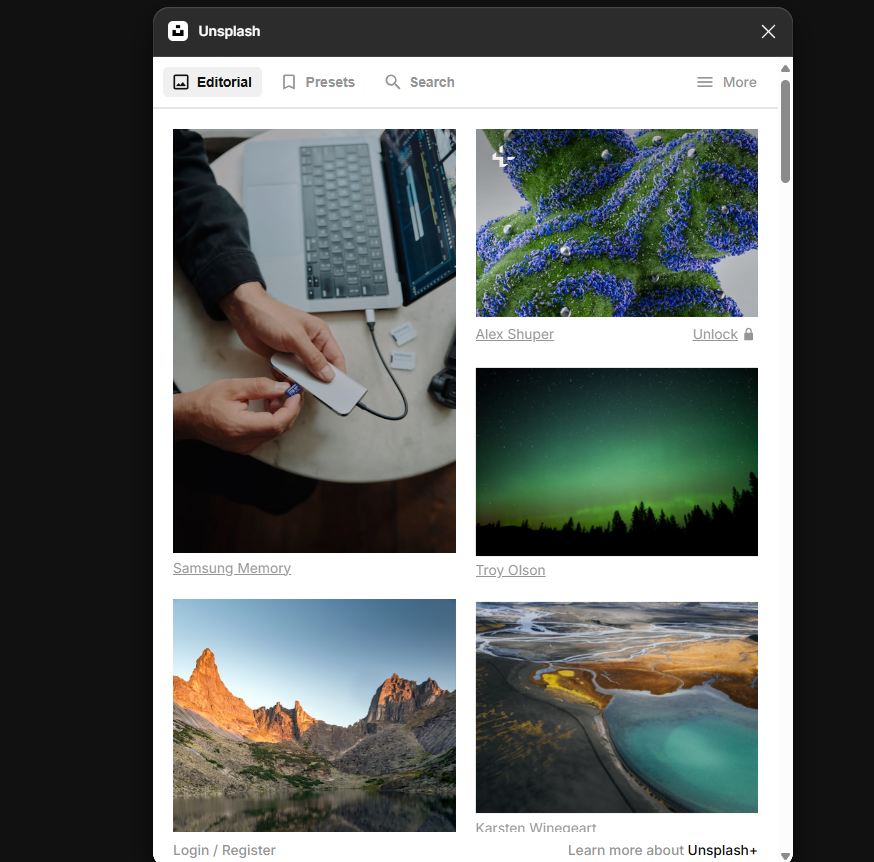 Unsplash
Editorial
Presets
Search
More
Alex Shuper
Unlock
Samsung Memory
Troy Olson
Karsten Winegeart
Login / Register
Learn more about Unsplash+